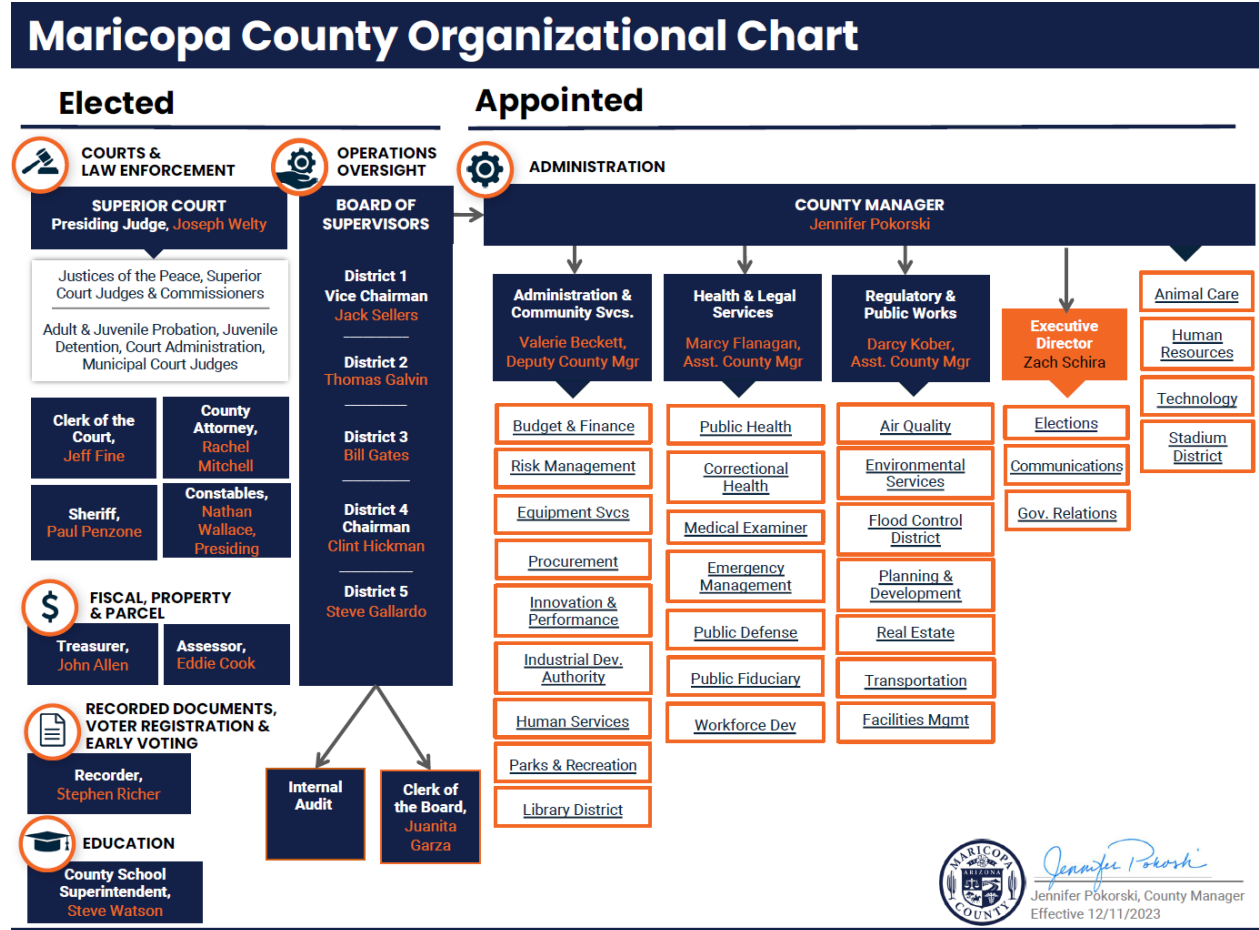 Maricopa County Organizational Chart
Elected
Appointed
COURTS &
LAW ENFORCEMENT
SUPERIOR COURT
Presiding Judge, Joseph Welty
Justices of the Peace, Superior
Court Judges & Commissioners
Adult & Juvenile Probation, Juvenile
Detention, Court Administration,
Municipal Court Judges
Clerk of the
Court,
Jeff Fine
County
Attorney,
Rachel
Mitchell
Sheriff,
Paul Penzone
Constables,
Nathan
Wallace,
Presiding
$
FISCAL, PROPERTY
& PARCEL
Treasurer,
John Allen
Assessor,
Eddie Cook
RECORDED DOCUMENTS,
VOTER REGISTRATION &
EARLY VOTING
Recorder,
Stephen Richer
EDUCATION
County School
Superintendent,
Steve Watson
OPERATIONS
OVERSIGHT
BOARD OF
SUPERVISORS
District 1
Vice Chairman
Jack Sellers
District 2
Thomas Galvin
District 3
Bill Gates
District 4
Chairman
Clint Hickman
District 5
Steve Gallardo
Internal
Audit
Clerk of
the Board,
Juanita
Garza
ADMINISTRATION
COUNTY MANAGER
Jennifer Pokorski
Administration &
Community Svcs.
Valerie Beckett,
Deputy County Mgr
Budget & Finance
Risk Management
Equipment Svcs
Procurement
Innovation &
Performance
Industrial Dev.
Authority
Human Services
Parks & Recreation
Library District
Health & Legal
Services
Marcy Flanagan,
Asst. County Mgr
Public Health
Correctional
Health
Medical Examiner
Emergency
Management
Public Defense
Public Fiduciary
Workforce Dev
Regulatory &
Public Works
Darcy Kober,
Asst. County Mgr
Air Quality
Environmental
Services
Flood Control
District
Planning &
Development
Real Estate
Transportation
Facilities Mgmt
Executive
Director
Zach Schira
Elections
Communications
Gov. Relations
Animal Care
Human
Resources
Technology
Stadium
District
MARICOPA
ARIZONA
COUNTY
Jennifer Pokorski
Jennifer Pokorski, County Manager
Effective 12/11/2023